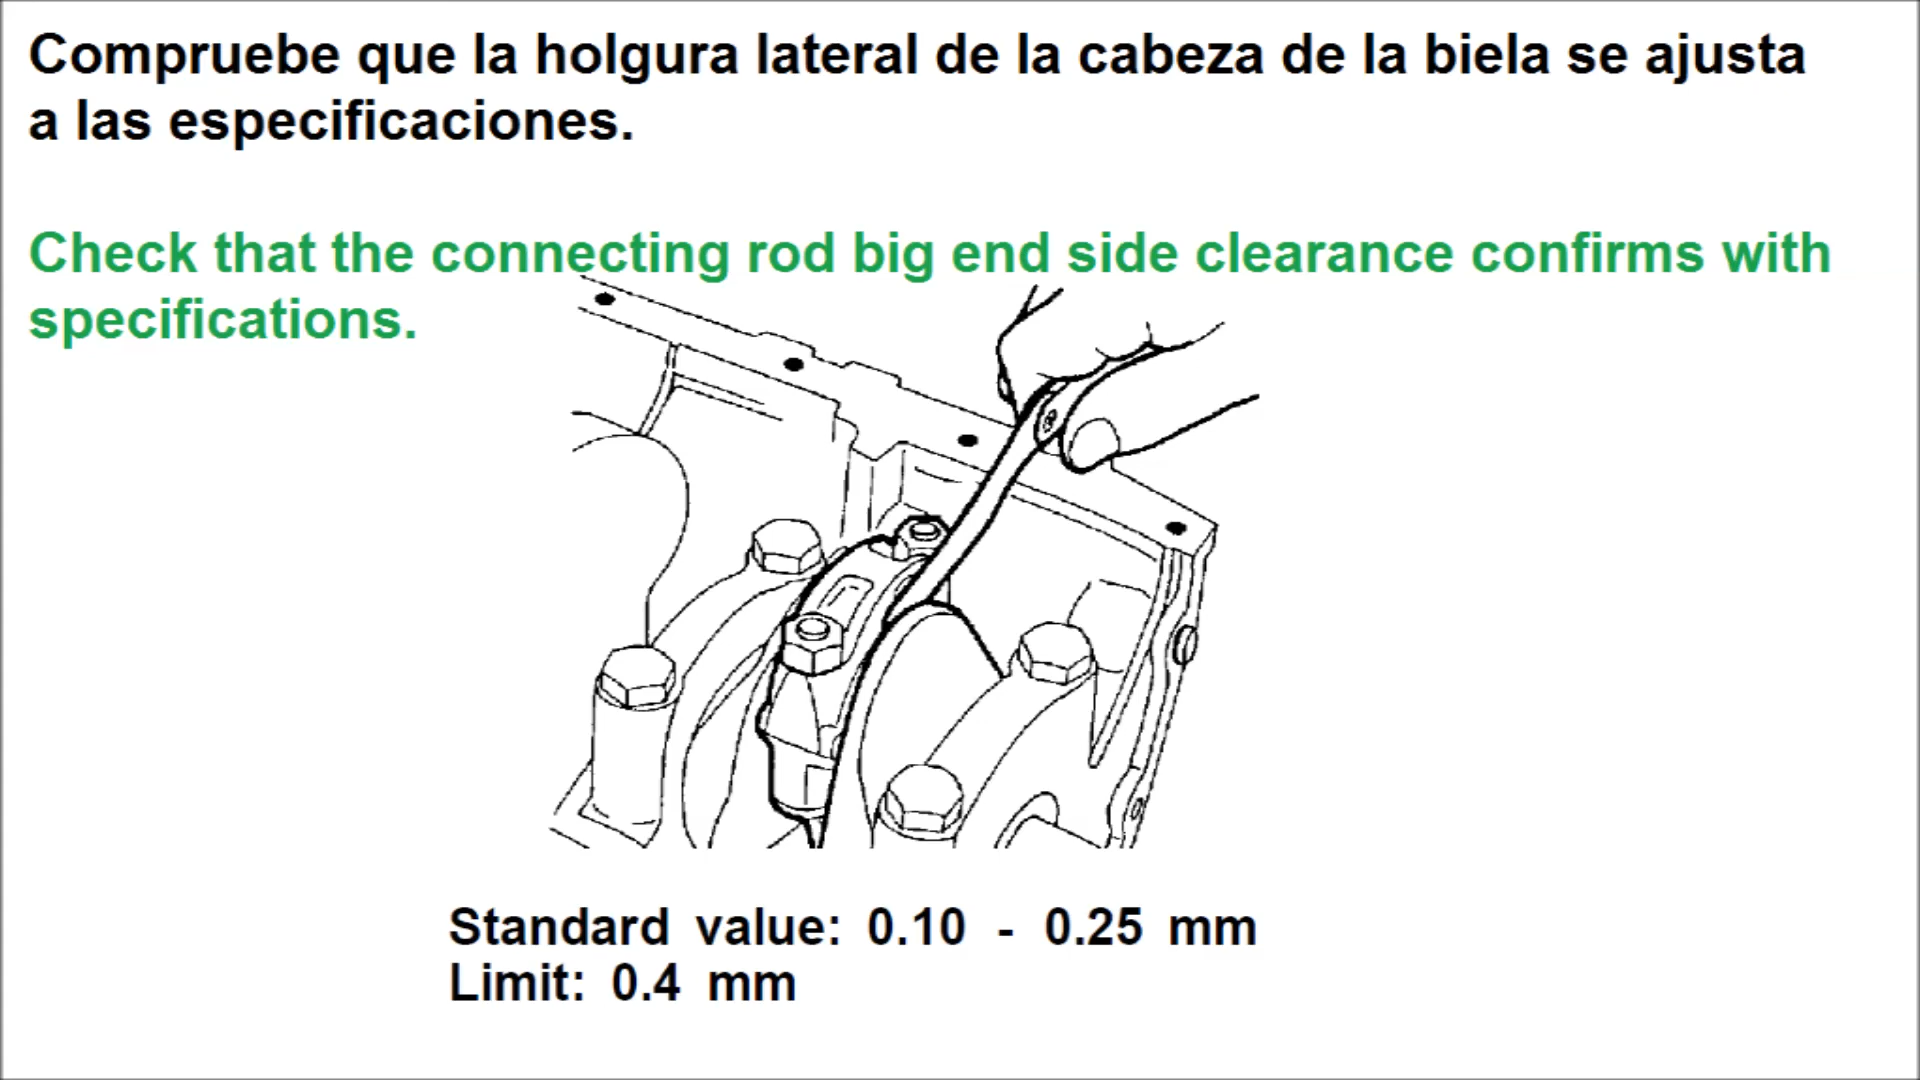 Compruebe que la holgura lateral de la cabeza de la biela se ajusta
a las especificaciones.
Check that the connecting rod big end side clearance confirms with
specifications.
Standard value: 0.10 - 0.25 mm
Limit: 0.4 mm